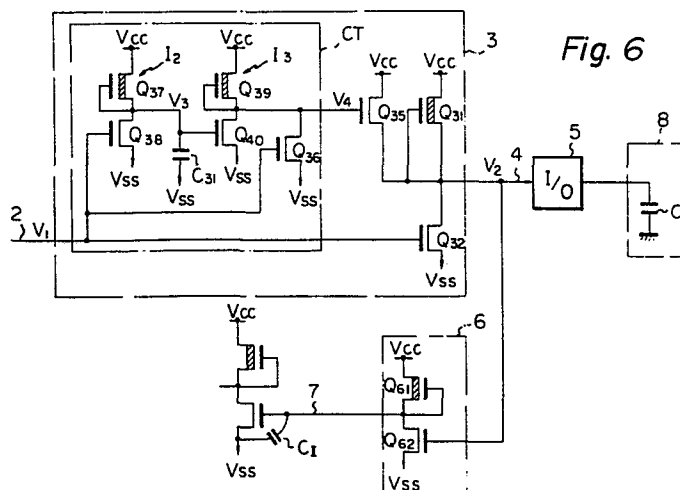 Fig. 6
CT
3
8
VCC
VCC
I2
I3
Q37
Q39
VCC
VCC
V3
V4
Q35
Q31
Q38
Q40
Q36
5
V2
4
I/O
C
VSS
C31
VSS
VSS
VSS
2
V1
Q32
VSS
6
VCC
VCC
7
Q61
CI
Q62
VSS
VSS